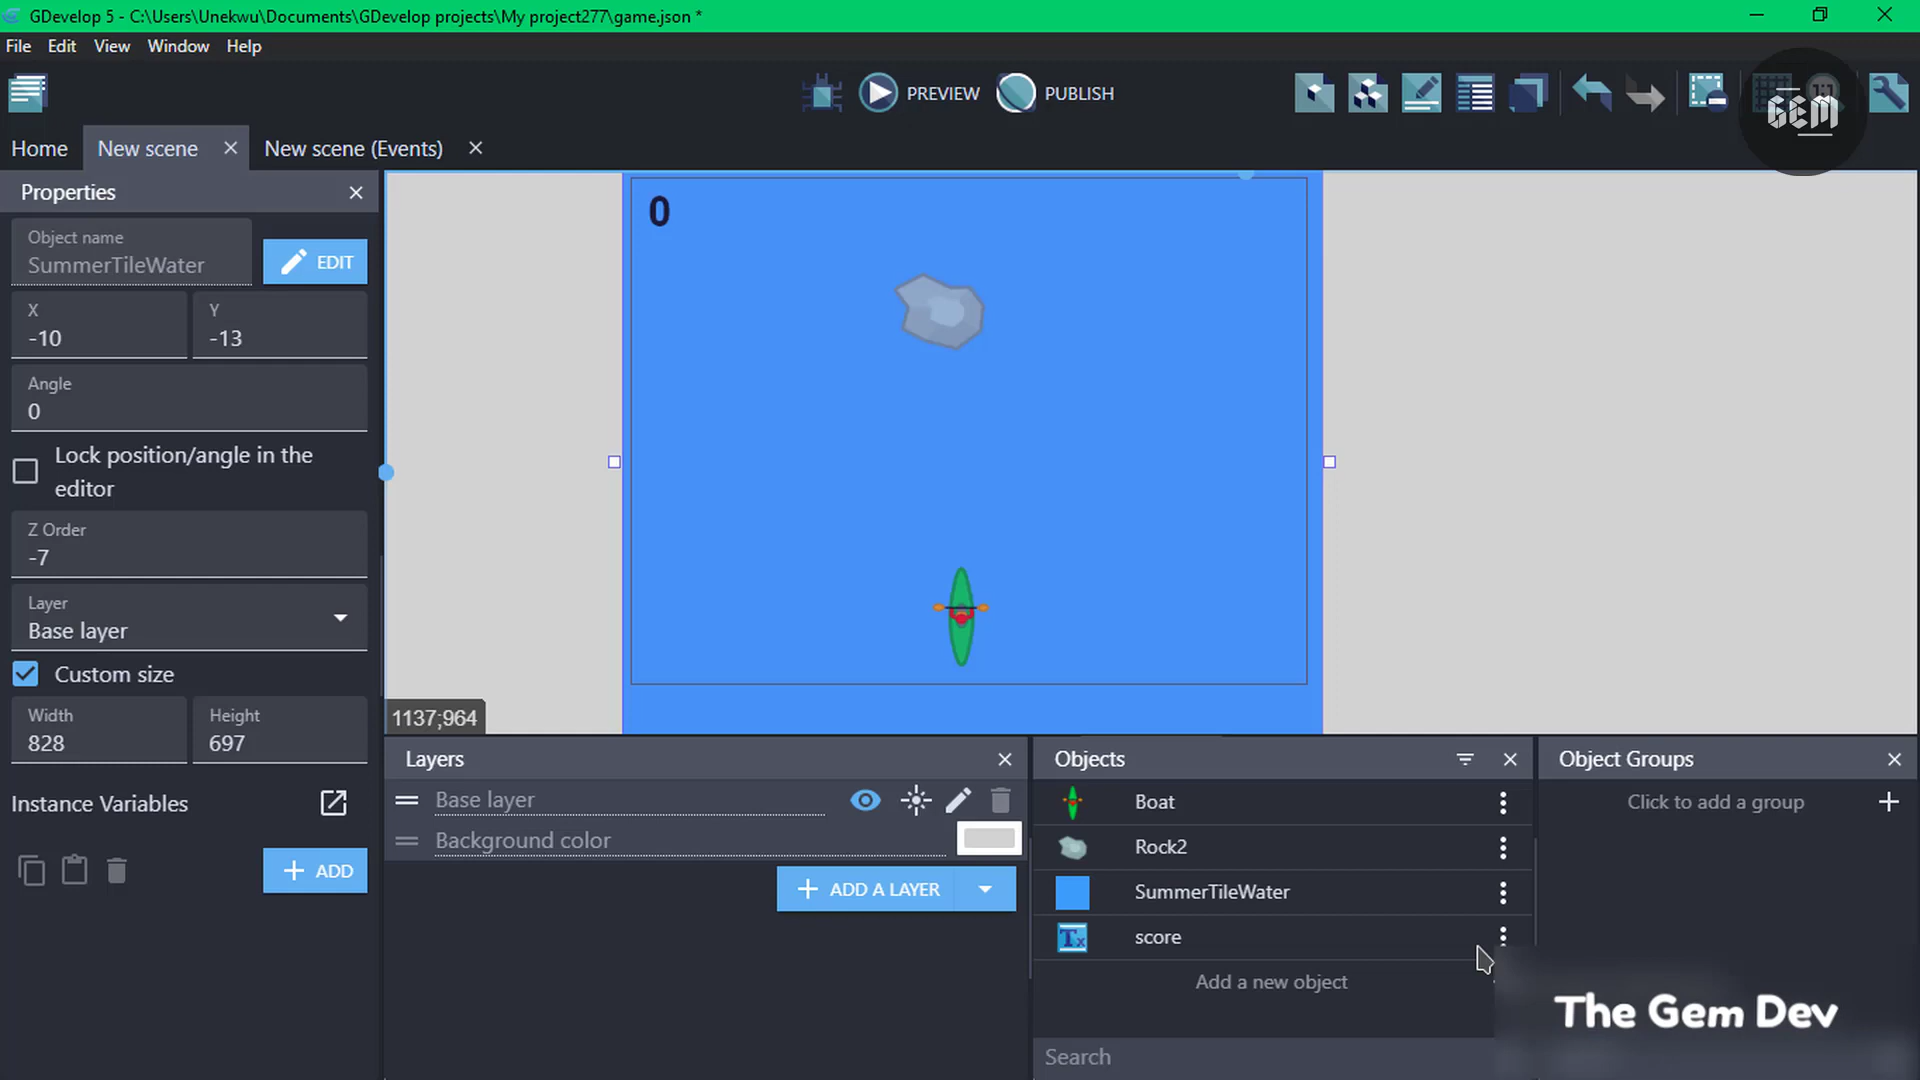 GDevelop 5 - C:\Users\Unekwu\Documents\GDevelop projects\My project277\game.json *
File Edit View Window Help
PREVIEW PUBLISH
GEM
Home New scene New scene (Events)
Properties
Object name
SummerTileWater
EDIT
X
-10
Y
-13
Angle
0
Lock position/angle in the
editor
Z Order
-7
Layer
Base layer
Custom size
Width
828
Height
697
Instance Variables
ADD
0
1137;964
Layers
Base layer
Background color
ADD A LAYER
Objects
Boat
Rock2
SummerTileWater
Tx
score
Add a new object
Search
Object Groups
Click to add a group
The Gem Dev